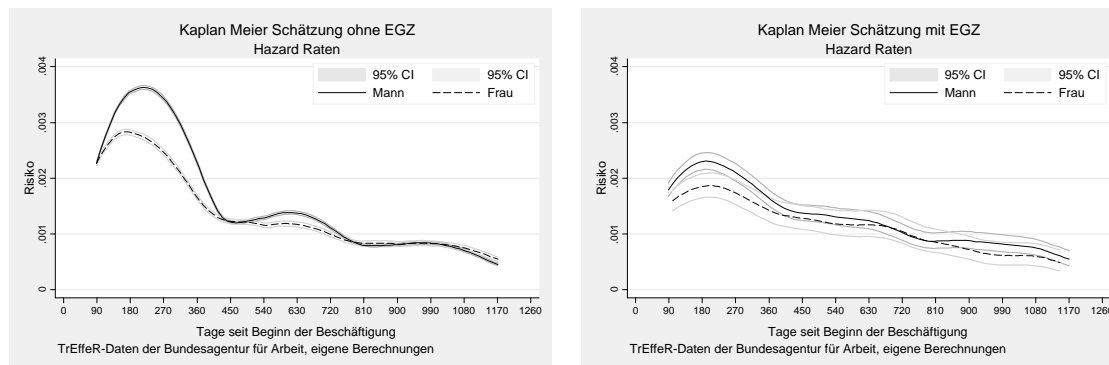 Kaplan Meier Schätzung ohne EGZ
Hazard Raten
95% CI 95% CI
Mann Frau
Risiko
.004
.003
.002
.001
0
0 90 180 270 360 450 540 630 720 810 900 990 1080 1170 1260
Tage seit Beginn der Beschäftigung
TrEffeR-Daten der Bundesagentur für Arbeit, eigene Berechnungen
Kaplan Meier Schätzung mit EGZ
Hazard Raten
95% CI 95% CI
Mann Frau
Risiko
.004
.003
.002
.001
0
0 90 180 270 360 450 540 630 720 810 900 990 1080 1170 1260
Tage seit Beginn der Beschäftigung
TrEffeR-Daten der Bundesagentur für Arbeit, eigene Berechnungen